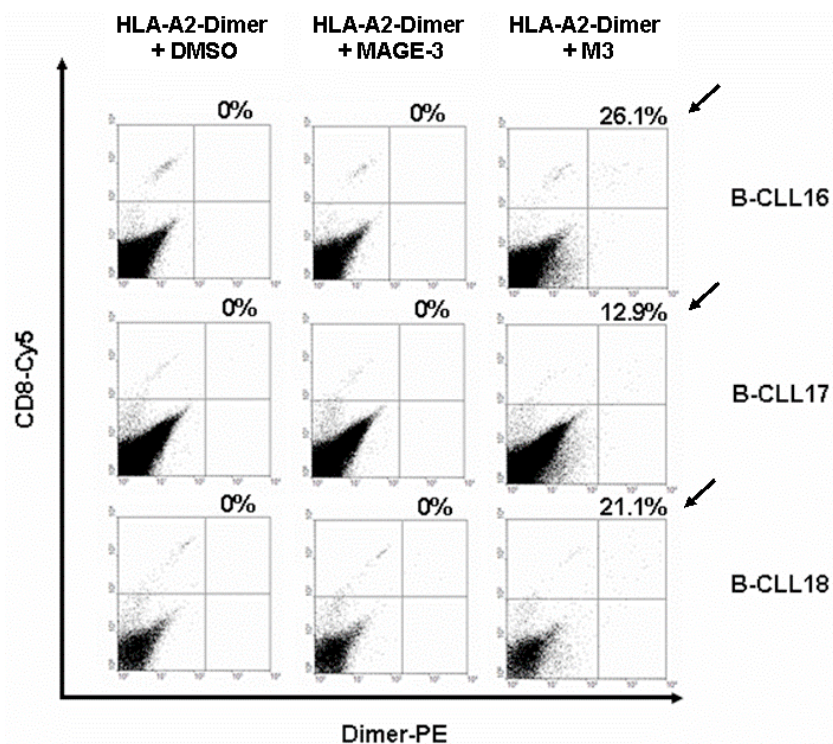 HLA-A2-Dimer
+ DMSO
HLA-A2-Dimer
+ MAGE-3
HLA-A2-Dimer
+ M3
0%
0%
26.1%
B-CLL16
0%
0%
12.9%
B-CLL17
0%
0%
21.1%
B-CLL18
CD8-Cy5
Dimer-PE